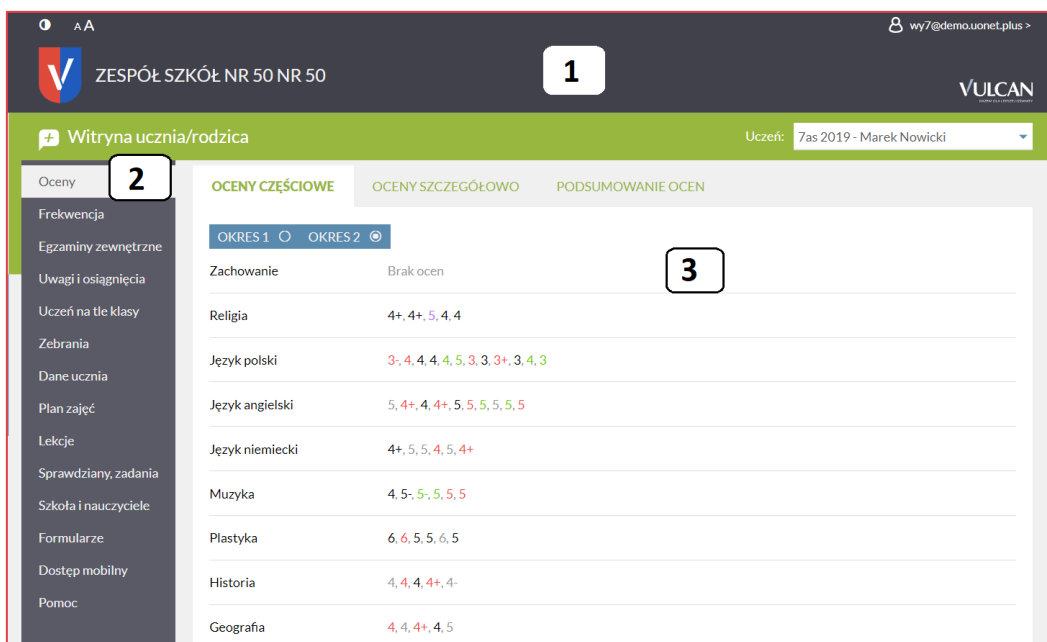 AA
wy7@demo.uonet.plus >
V ZESPÓŁ SZKÓŁ NR 50 NR 50
1
VULCAN
Witryna ucznia/rodzica
Uczeń: 7as 2019 - Marek Nowicki
Oceny
2
Frekwencja
Egzaminy zewnętrzne
Uwagi i osiągnięcia
Uczeń na tle klasy
Zebrania
Dane ucznia
Plan zajęć
Lekcje
Sprawdziany, zadania
Szkoła i nauczyciele
Formularze
Dostęp mobilny
Pomoc
OCENY CZĘŚCIOWE OCENY SZCZEGÓŁOWO PODSUMOWANIE OCEN
OKRES 1 OKRES 2
3
Zachowanie Brak ocen
Religia 4+, 4+, 5, 4, 4
Język polski 3-, 4, 4, 4, 4, 5, 3, 3, 3+, 3, 4, 3
Język angielski 5, 4+, 4, 4+, 5, 5, 5, 5, 5, 5
Język niemiecki 4+, 5, 5, 4, 5, 4+
Muzyka 4, 5-, 5-, 5, 5, 5
Plastyka 6, 6, 5, 5, 6, 5
Historia 4, 4, 4, 4+, 4-
Geografia 4, 4, 4+, 4, 5